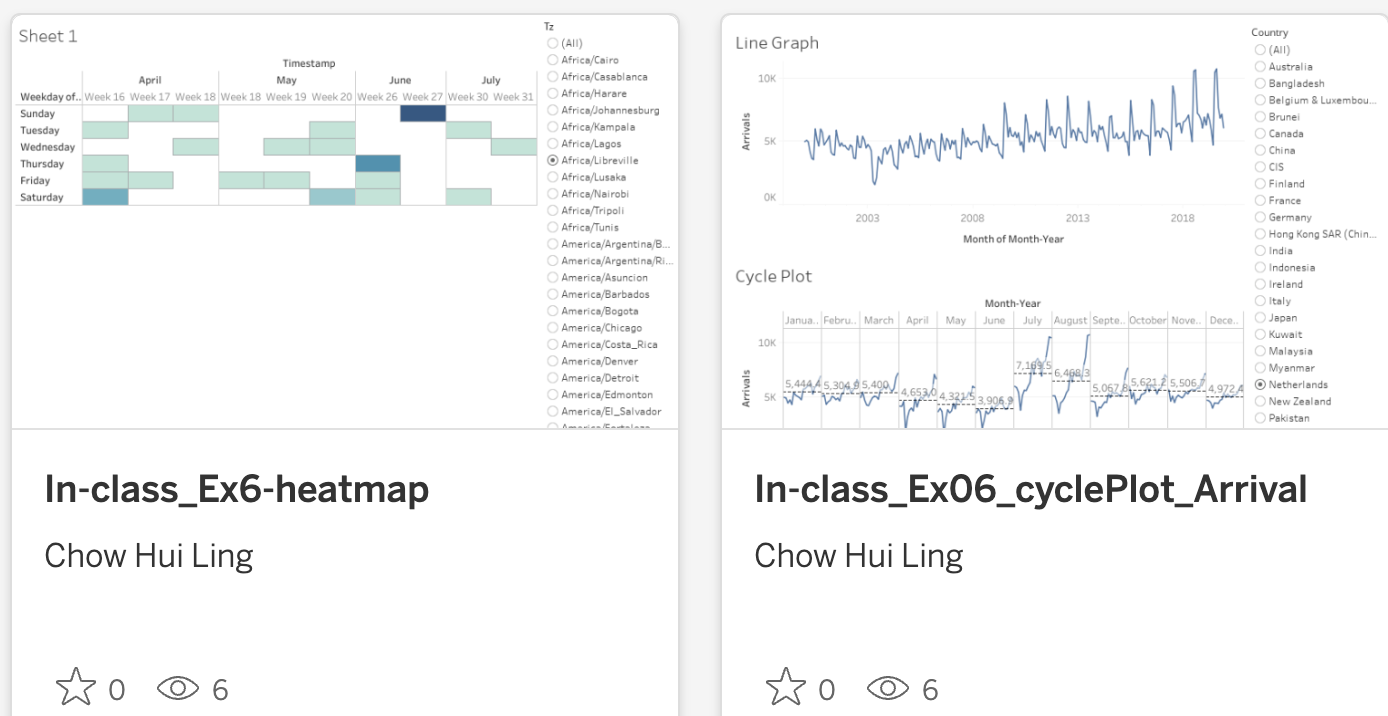 Sheet 1
Timestamp
April May June July
Weekday of.. Week 16 Week 17 Week 18 Week 18 Week 19 Week 20 Week 26 Week 27 Week 30 Week 31
Sunday
Tuesday
Wednesday
Thursday
Friday
Saturday
Tz
(All)
Africa/Cairo
Africa/Casablanca
Africa/Harare
Africa/Johannesburg
Africa/Kampala
Africa/Lagos
Africa/Libreville
Africa/Lusaka
Africa/Nairobi
Africa/Tripoli
Africa/Tunis
America/Argentina/B...
America/Argentina/Ri...
America/Asuncion
America/Barbados
America/Bogota
America/Chicago
America/Costa_Rica
America/Denver
America/Detroit
America/Edmonton
America/El_Salvador
In-class_Ex6-heatmap
Chow Hui Ling
0 6
Line Graph
10K
5K
0K
Arrivals
2003 2008 2013 2018
Month of Month-Year
Cycle Plot
Month-Year
Janua.. Febru.. March April May June July August Septe.. October Nove.. Dece..
10K
5K
Arrivals
5,444.4 5,304.9 5,400. 4,653.0 4,321.5 3,906.9 7,169.5 6,468.3 5,067.8 5,621.2 5,506.7 4,972.4
Country
(All)
Australia
Bangladesh
Belgium & Luxembou...
Brunei
Canada
China
CIS
Finland
France
Germany
Hong Kong SAR (Chin...
India
Indonesia
Ireland
Italy
Japan
Kuwait
Malaysia
Myanmar
Netherlands
New Zealand
Pakistan
In-class_Ex06_cyclePlot_Arrival
Chow Hui Ling
0 6